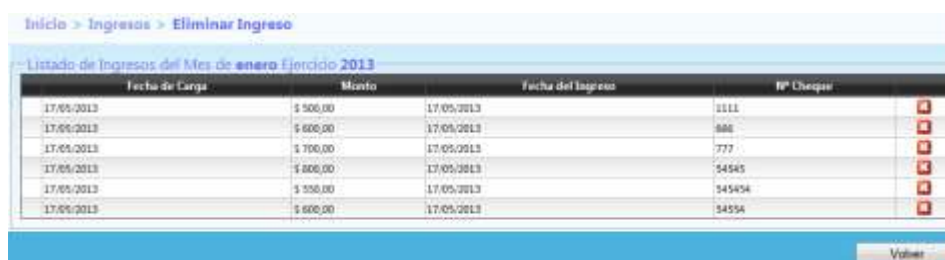 Inicio > Ingresos > Eliminar Ingreso
Listado de Ingresos del Mes de enero Ejercicio 2013
Fecha de Carga Monto Fecha del Ingreso Nº Cheque
17/05/2013 $ 500,00 17/05/2013 1111
17/05/2013 $ 600,00 17/05/2013 666
17/05/2013 $ 700,00 17/05/2013 777
17/05/2013 $ 800,00 17/05/2013 54545
17/05/2013 $ 550,00 17/05/2013 545454
17/05/2013 $ 600,00 17/05/2013 54554
Volver